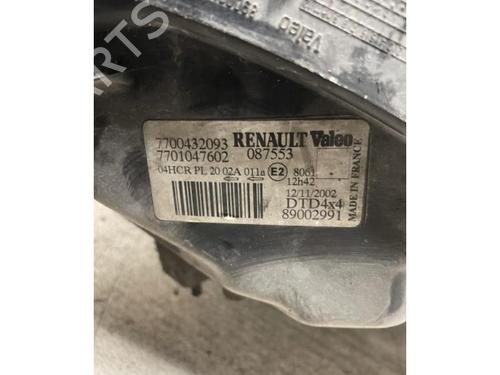 PARTS
Valeo
7700432093 RENAULT Valeo
7701047602 087553
04HCR PL 20 02A 011a E2 8061
12h42
12/11/2002
DTD4x4
89002991
MADE IN FRANCE